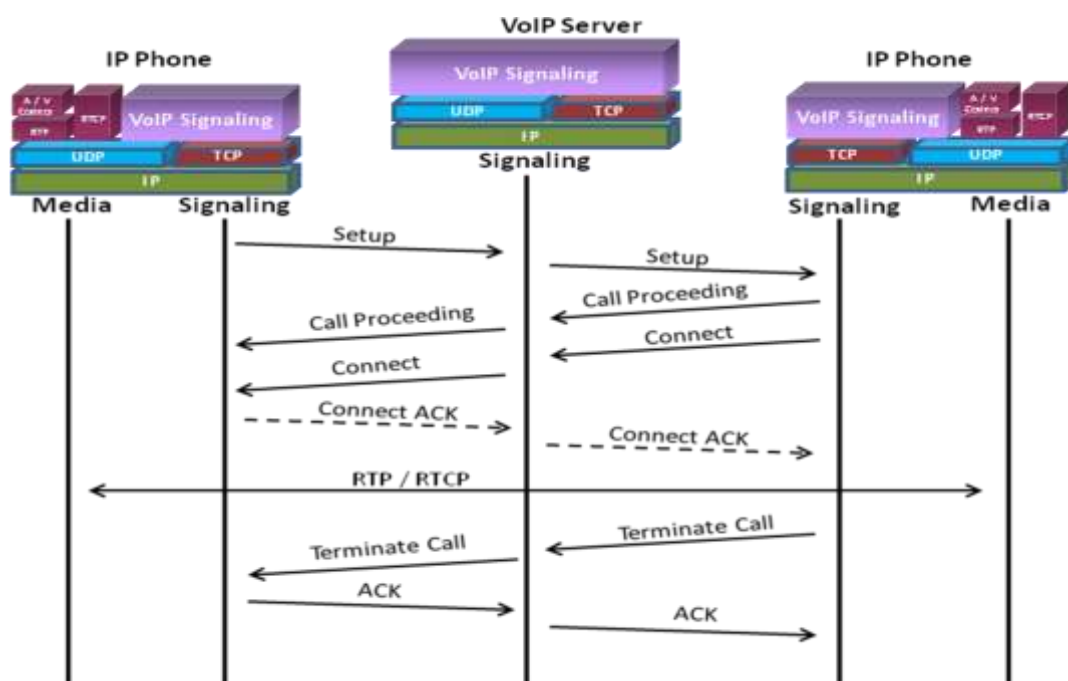 VoIP Server
IP Phone
IP Phone
VoIP Signaling
A / V
RTCP
VoIP Signaling
RTP
UDP
TCP
IP
UDP
TCP
IP
Signaling
VoIP Signaling
A / V
RTP
RTCP
TCP
UDP
IP
Media
Signaling
Signaling
Media
Setup
Setup
Call Proceeding
Call Proceeding
Connect
Connect
Connect ACK
Connect ACK
RTP / RTCP
Terminate Call
Terminate Call
ACK
ACK